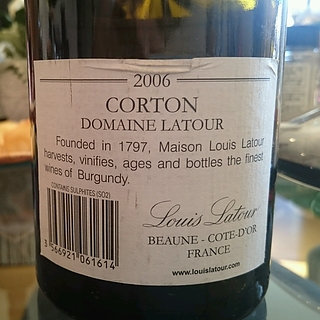 2006
CORTON
DOMAINE LATOUR
Founded in 1797, Maison Louis Latour
harvests, vinifies, ages and bottles the finest
wines of Burgundy.
CONTAINS SULPHITES (SO2)
3 566921 061614
Louis Latour
BEAUNE - COTE-D'OR
FRANCE
www.louislatour.com